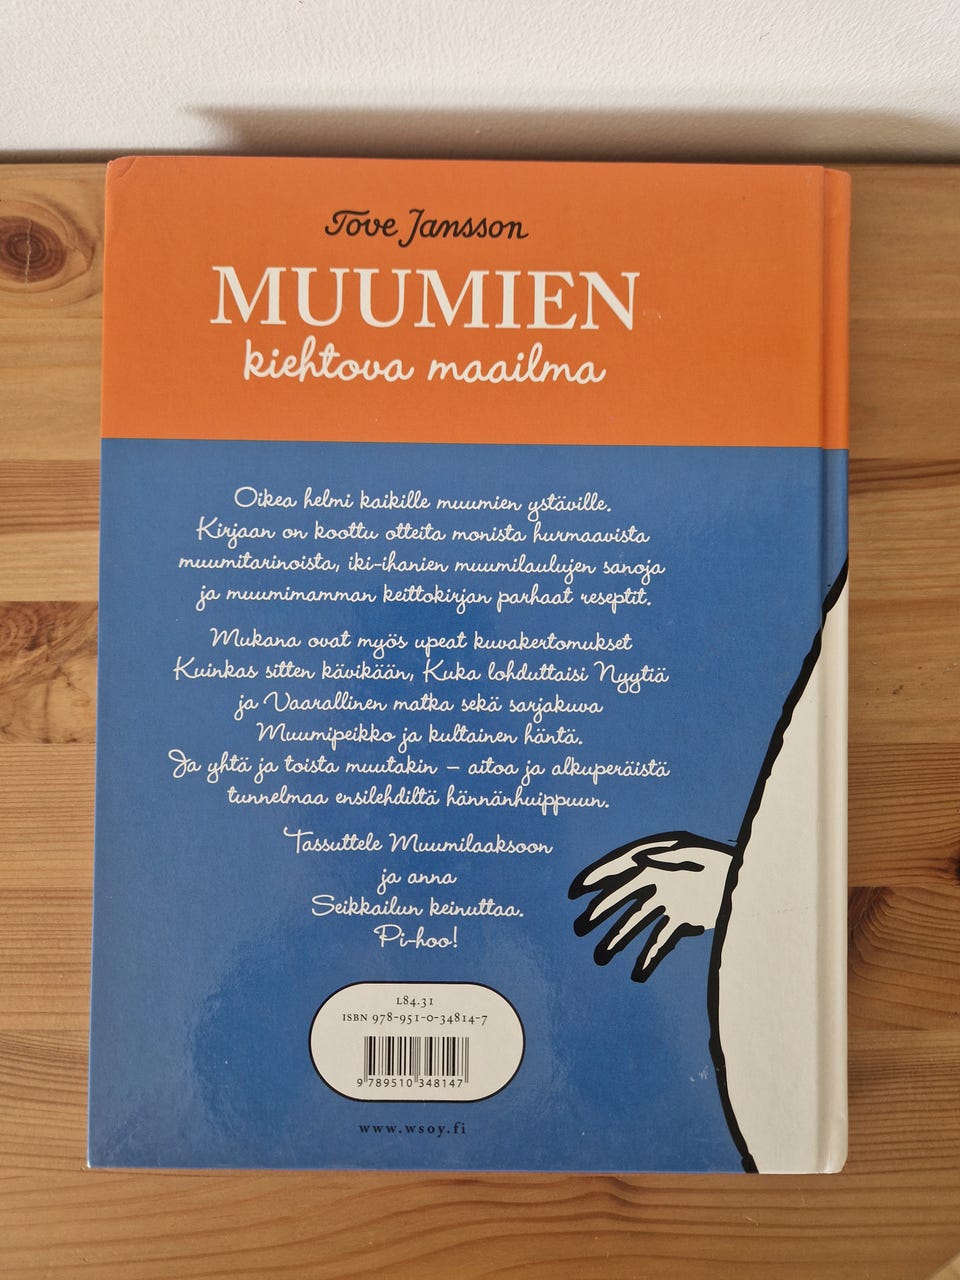 Tove Jansson
MUUMIEN
kiehtova maailma
Oikea helmi kaikille muumien ystäville.
Kirjaan on koottu otteita monista hurmaavista
muumitarinoista, iki-ihanien muumilaulujen sanoja
ja muumimamman keittokirjan parhaat reseptit.
Mukana ovat myös upeat kuvakertomukset
Kuinkas sitten kävikään, Kuka lohduttaisi Nyytiä
ja Vaarallinen matka sekä sarjakuva
Muumipeikko ja kultainen häntä.
Ja yhtä ja toista muutakin – aitoa ja alkuperäistä
tunnelmaa ensilehdiltä hännänhuippuun.
Tassuttele Muumilaaksoon
ja anna
Seikkailun keinuttaa.
Pi-hoo!
L84.31
ISBN 978-951-0-34814-7
9 789510 348147
www.wsoy.fi